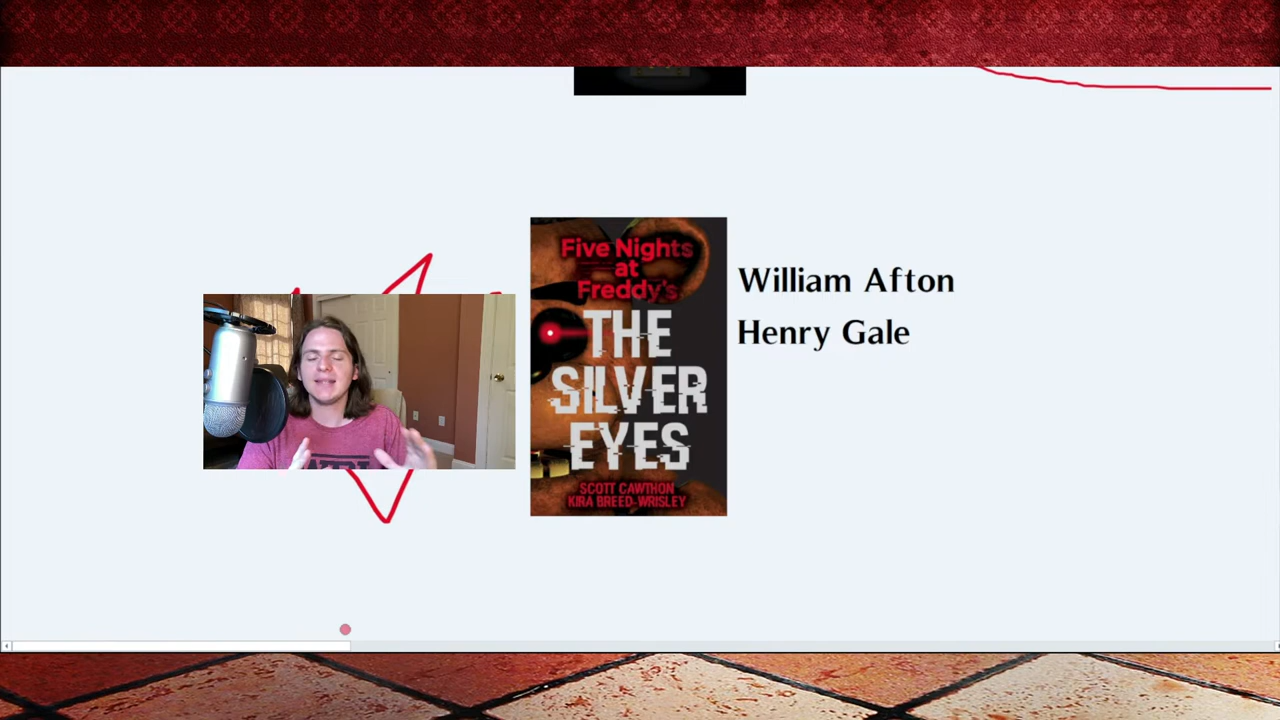 Five Nights
at
Freddy's
THE
SILVER
EYES
SCOTT CAWTHON
KIRA BREED-WRISLEY
William Afton
Henry Gale